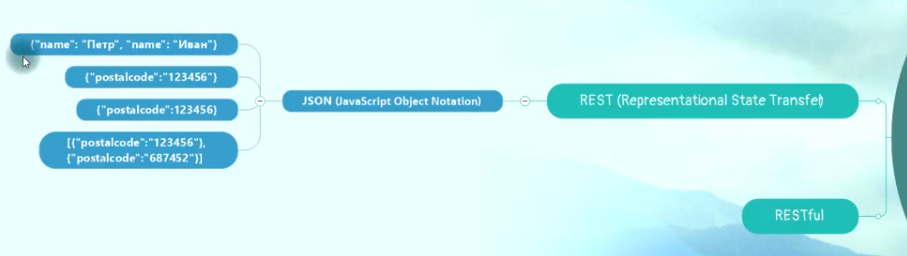 {"name": "Петр", "name": "Иван"}
{"postalcode":"123456"}
{"postalcode":123456}
[{"postalcode":"123456"},
{"postalcode":"687452"}]
JSON (JavaScript Object Notation)
REST (Representational State Transfer)
RESTful